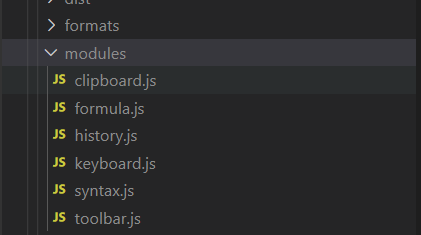 dist
formats
modules
JS clipboard.js
JS formula.js
JS history.js
JS keyboard.js
JS syntax.js
JS toolbar.js